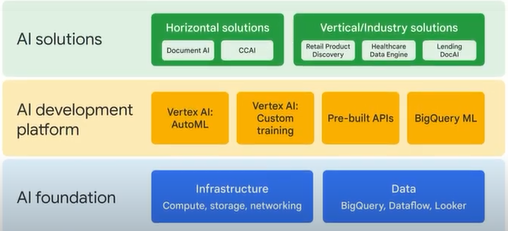 AI solutions
Horizontal solutions
Document AI
CCAI
Vertical/Industry solutions
Retail Product
Discovery
Healthcare
Data Engine
Lending
DocAI
AI development
platform
Vertex AI:
AutoML
Vertex AI:
Custom
training
Pre-built APIs
BigQuery ML
AI foundation
Infrastructure
Compute, storage, networking
Data
BigQuery, Dataflow, Looker